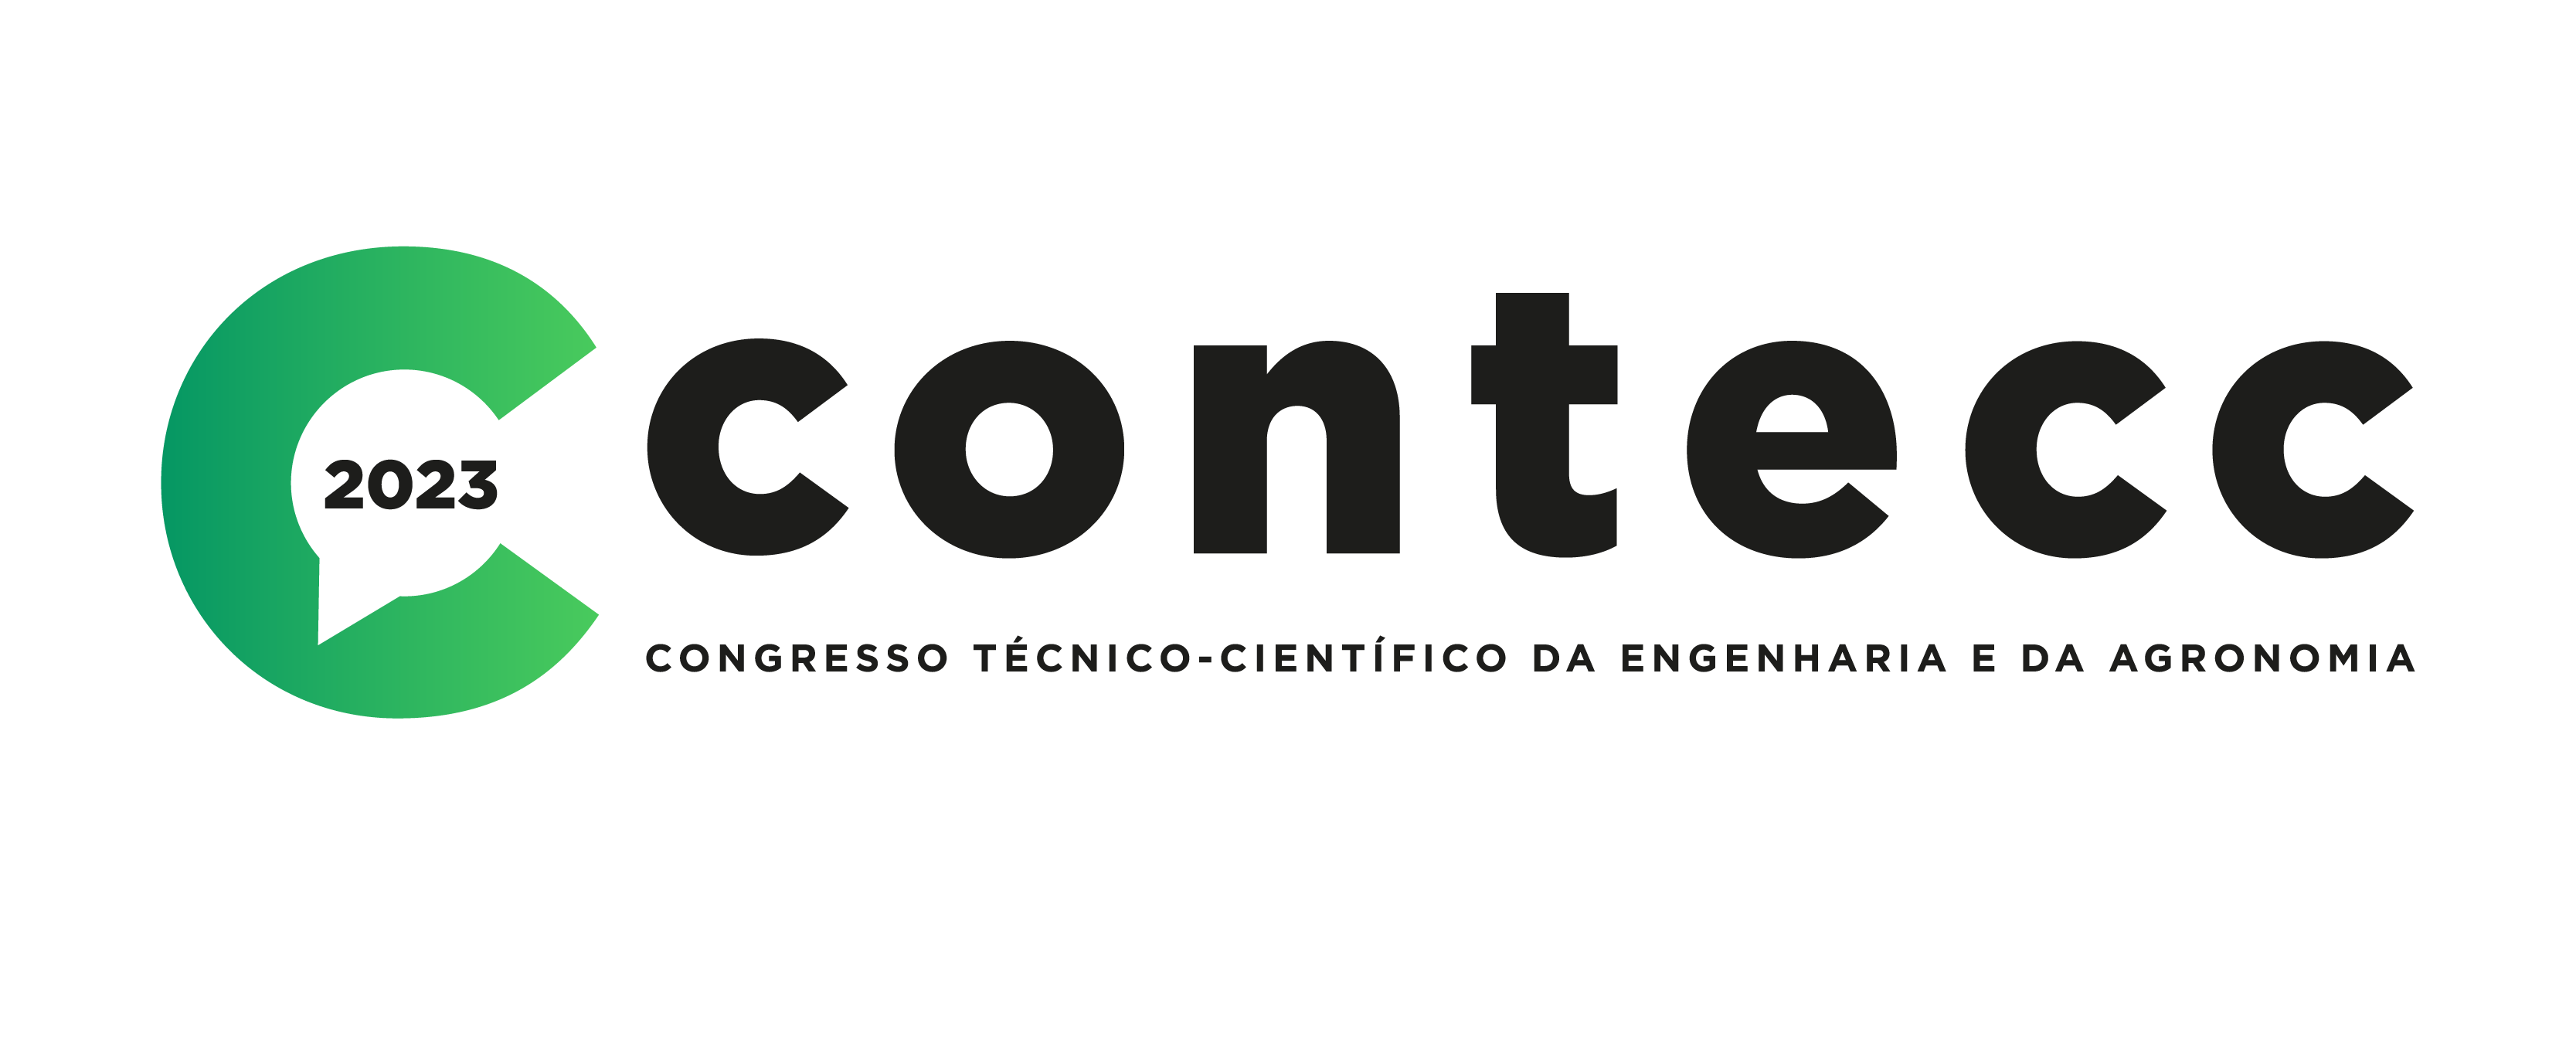 2023
contecc
CONGRESSO TÉCNICO-CIENTÍFICO DA ENGENHARIA E DA AGRONOMIA